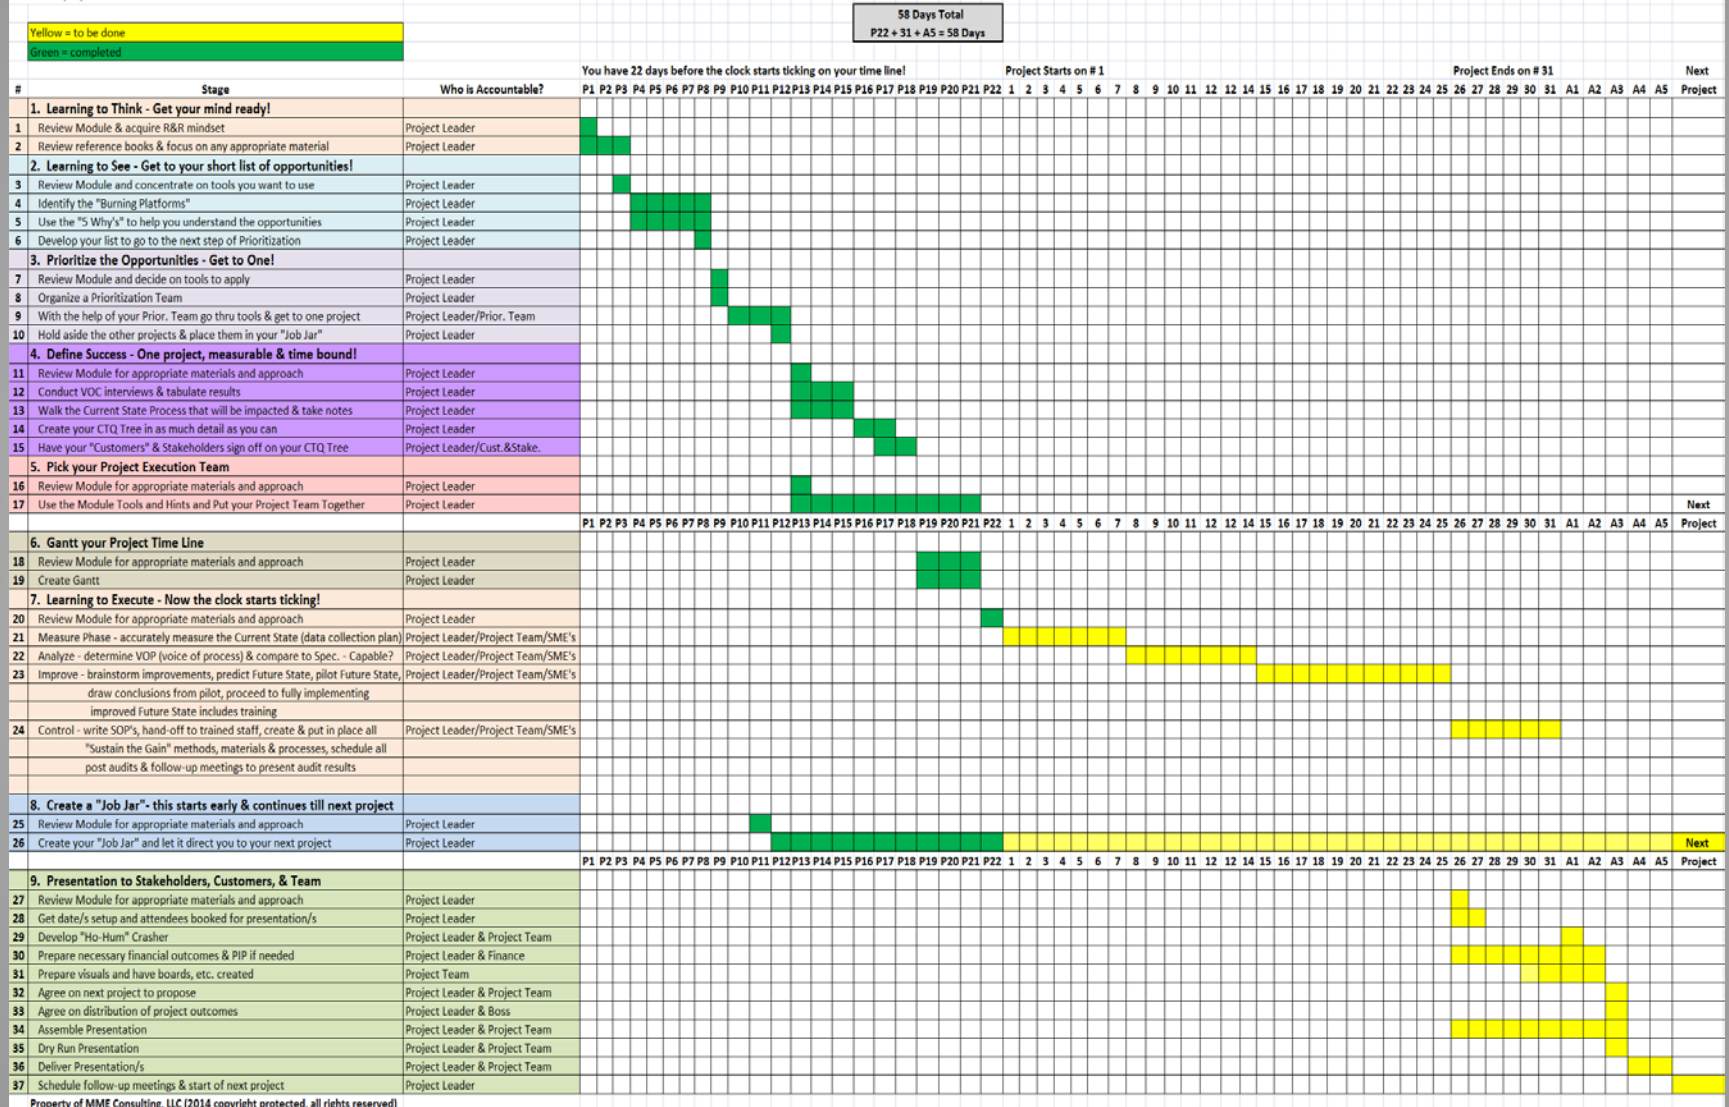 58 Days Total
P22 + 31 + A5 = 58 Days
Yellow = to be done
Green = completed
You have 22 days before the clock starts ticking on your time line! Project Starts on # 1 Project Ends on # 31 Next
# Stage Who is Accountable? P1 P2 P3 P4 P5 P6 P7 P8 P9 P10 P11 P12 P13 P14 P15 P16 P17 P18 P19 P20 P21 P22 1 2 3 4 5 6 7 8 9 10 11 12 12 14 15 16 17 18 19 20 21 22 23 24 25 26 27 28 29 30 31 A1 A2 A3 A4 A5 Project
1. Learning to Think - Get your mind ready!
1 Review Module & acquire R&R mindset Project Leader
2 Review reference books & focus on any appropriate material Project Leader
2. Learning to See - Get to your short list of opportunities!
3 Review Module and concentrate on tools you want to use Project Leader
4 Identify the "Burning Platforms" Project Leader
5 Use the "5 Why's" to help you understand the opportunities Project Leader
6 Develop your list to go to the next step of Prioritization Project Leader
3. Prioritize the Opportunities - Get to One!
7 Review Module and decide on tools to apply Project Leader
8 Organize a Prioritization Team Project Leader
9 With the help of your Prior. Team go thru tools & get to one project Project Leader/Prior. Team
10 Hold aside the other projects & place them in your "Job Jar" Project Leader
4. Define Success - One project, measurable & time bound!
11 Review Module for appropriate materials and approach Project Leader
12 Conduct VOC interviews & tabulate results Project Leader
13 Walk the Current State Process that will be impacted & take notes Project Leader
14 Create your CTQ Tree in as much detail as you can Project Leader
15 Have your "Customers" & Stakeholders sign off on your CTQ Tree Project Leader/Cust.&Stake.
5. Pick your Project Execution Team
16 Review Module for appropriate materials and approach Project Leader
17 Use the Module Tools and Hints and Put your Project Team Together Project Leader Next
P1 P2 P3 P4 P5 P6 P7 P8 P9 P10 P11 P12 P13 P14 P15 P16 P17 P18 P19 P20 P21 P22 1 2 3 4 5 6 7 8 9 10 11 12 12 14 15 16 17 18 19 20 21 22 23 24 25 26 27 28 29 30 31 A1 A2 A3 A4 A5 Project
6. Gantt your Project Time Line
18 Review Module for appropriate materials and approach Project Leader
19 Create Gantt Project Leader
7. Learning to Execute - Now the clock starts ticking!
20 Review Module for appropriate materials and approach Project Leader
21 Measure Phase - accurately measure the Current State (data collection plan) Project Leader/Project Team/SME's
22 Analyze - determine VOP (voice of process) & compare to Spec. - Capable? Project Leader/Project Team/SME's
23 Improve - brainstorm improvements, predict Future State, pilot Future State, Project Leader/Project Team/SME's
draw conclusions from pilot, proceed to fully implementing
improved Future State includes training
24 Control - write SOP's, hand-off to trained staff, create & put in place all Project Leader/Project Team/SME's
"Sustain the Gain" methods, materials & processes, schedule all
post audits & follow-up meetings to present audit results
8. Create a "Job Jar"- this starts early & continues till next project
25 Review Module for appropriate materials and approach Project Leader
26 Create your "Job Jar" and let it direct you to your next project Project Leader Next
P1 P2 P3 P4 P5 P6 P7 P8 P9 P10 P11 P12 P13 P14 P15 P16 P17 P18 P19 P20 P21 P22 1 2 3 4 5 6 7 8 9 10 11 12 12 14 15 16 17 18 19 20 21 22 23 24 25 26 27 28 29 30 31 A1 A2 A3 A4 A5 Project
9. Presentation to Stakeholders, Customers, & Team
27 Review Module for appropriate materials and approach Project Leader
28 Get date/s setup and attendees booked for presentation/s Project Leader
29 Develop "Ho-Hum" Crasher Project Leader & Project Team
30 Prepare necessary financial outcomes & PIP if needed Project Leader & Finance
31 Prepare visuals and have boards, etc. created Project Team
32 Agree on next project to propose Project Leader & Project Team
33 Agree on distribution of project outcomes Project Leader & Boss
34 Assemble Presentation Project Leader & Project Team
35 Dry Run Presentation Project Leader & Project Team
36 Deliver Presentation/s Project Leader & Project Team
37 Schedule follow-up meetings & start of next project Project Leader
Property of MME Consulting, LLC (2014 copyright protected, all rights reserved)